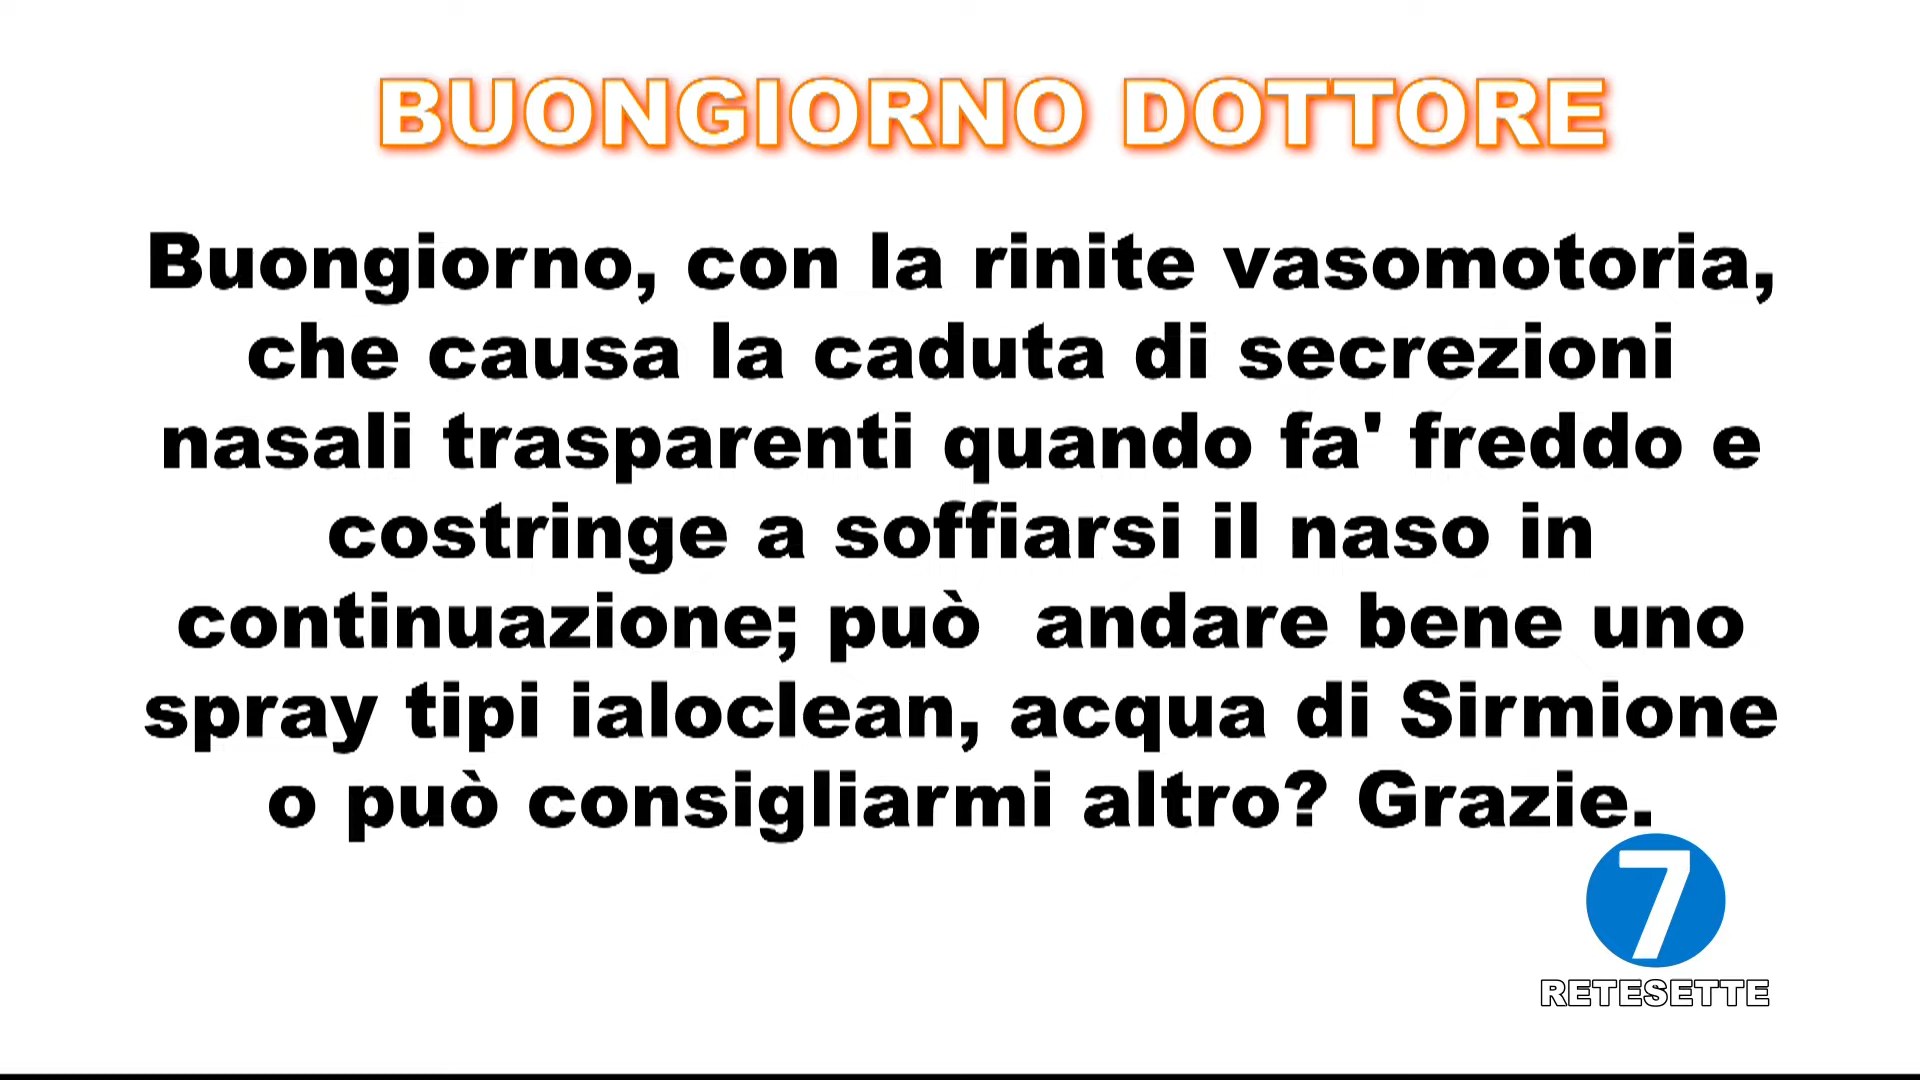 BUONGIORNO DOTTORE
Buongiorno, con la rinite vasomotoria,
che causa la caduta di secrezioni
nasali trasparenti quando fa' freddo e
costringe a soffiarsi il naso in
continuazione; può  andare bene uno
spray tipi ialoclean, acqua di Sirmione
o può consigliarmi altro? Grazie.
7
RETESETTE